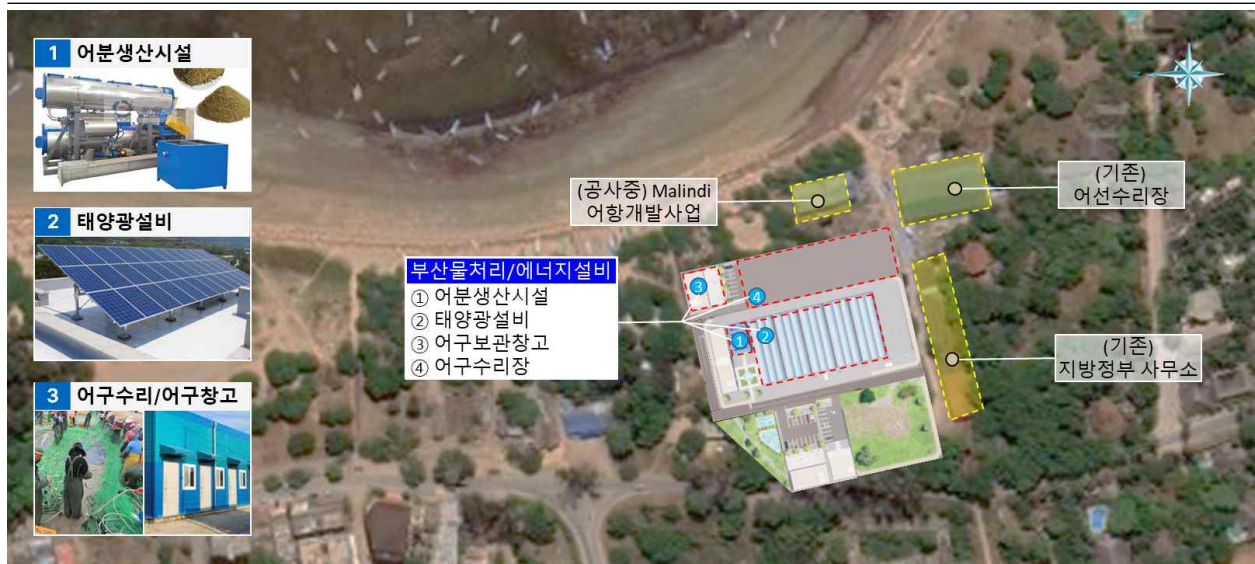 1 어분생산시설
2 태양광설비
3 어구수리/어구창고
부산물처리/에너지설비
① 어분생산시설
② 태양광설비
③ 어구보관창고
④ 어구수리장
(공사중) Malindi
어항개발사업
(기존)
어선수리장
(기존)
지방정부 사무소
3
4
1
2